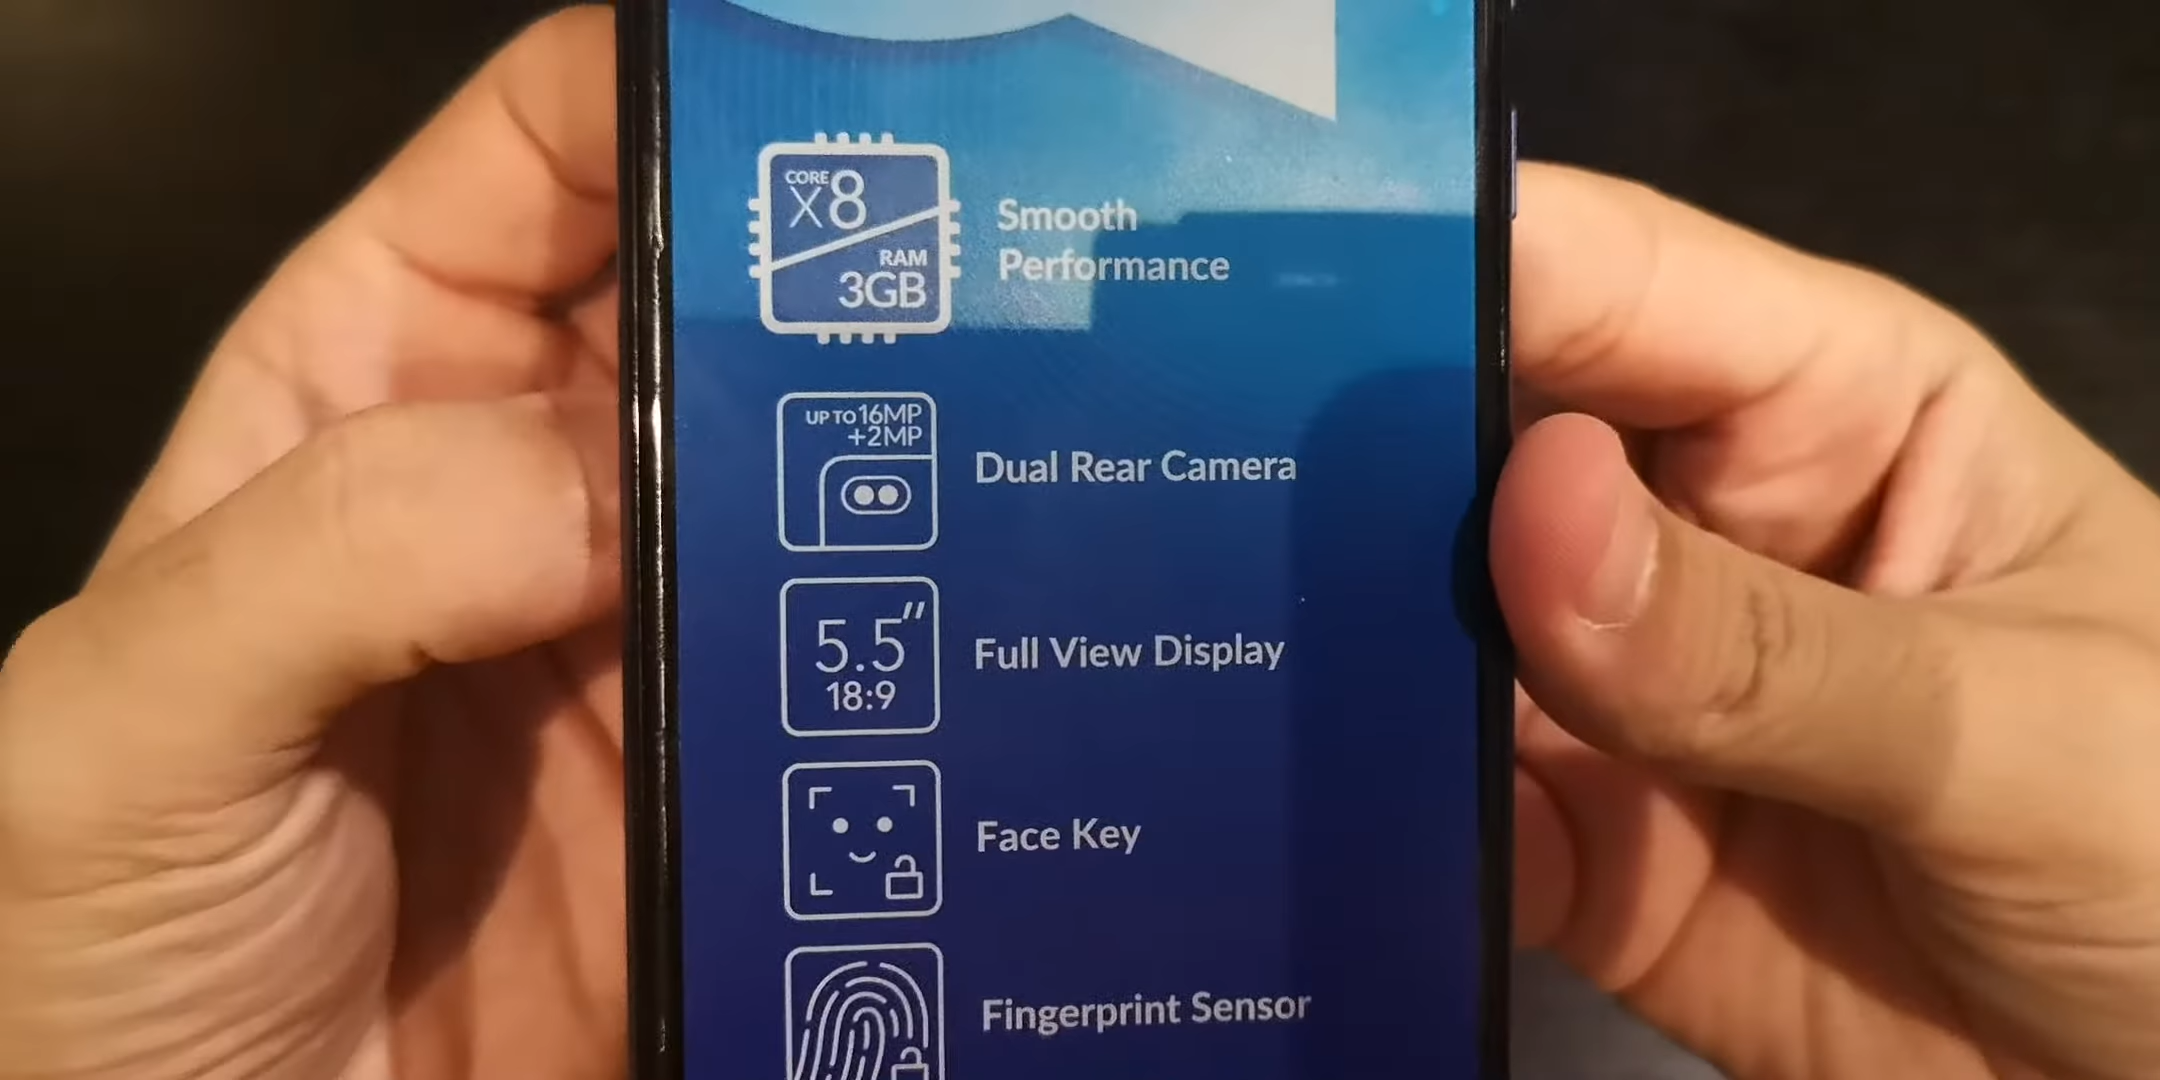 CORE
X8
RAM
3GB
Smooth
Performance
UP TO 16MP
+2MP
Dual Rear Camera
5.5"
18:9
Full View Display
Face Key
Fingerprint Sensor